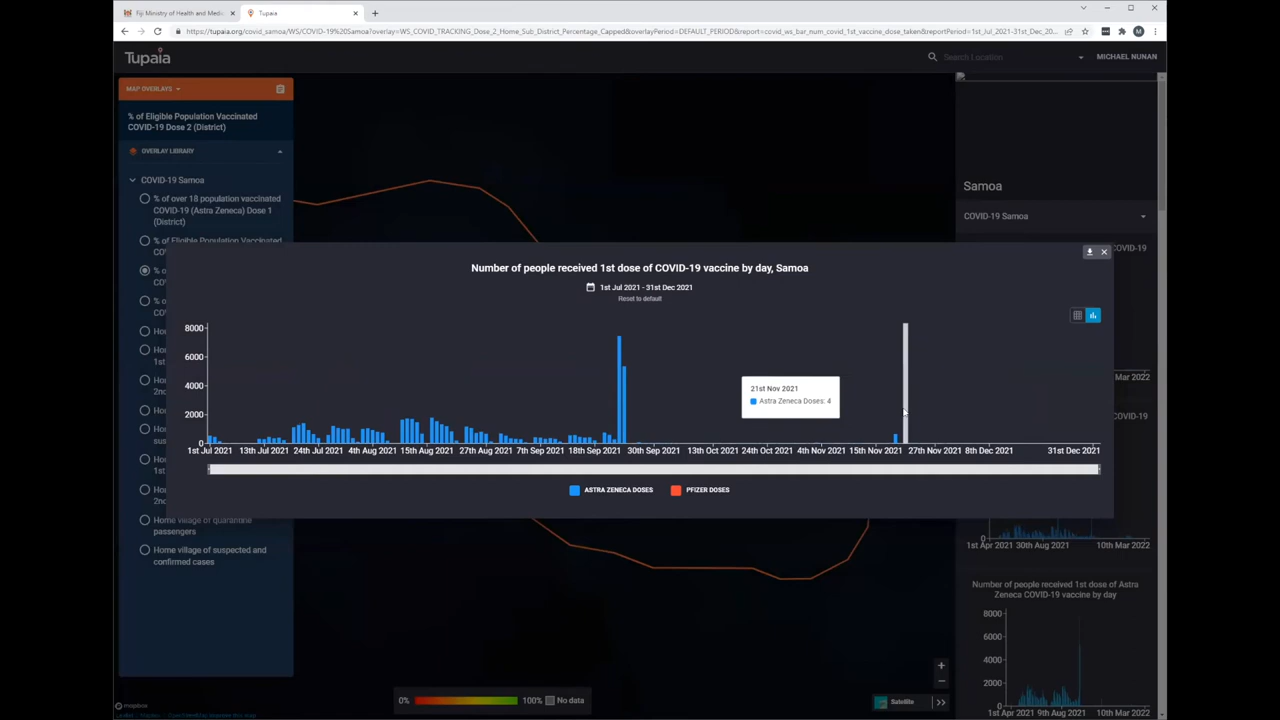 Fiji Ministry of Health and Medic
Tupaia
https://tupaia.org/covid_samoa/WS/COVID-19%20Samoa?overlay=WS_COVID_TRACKING_Dose_2_Home_Sub_District_Percentage_Capped&overlayPeriod=DEFAULT_PERIOD&report=covid_ws_bar_num_covid_1st_vaccine_dose_taken&reportPeriod=1st_Jul_2021-31st_Dec_20...
M
Tupaia
Search Location
MICHAEL NUNAN
MAP OVERLAYS
% of Eligible Population Vaccinated
COVID-19 Dose 2 (District)
OVERLAY LIBRARY
COVID-19 Samoa
% of over 18 population vaccinated
COVID-19 (Astra Zeneca) Dose 1
(District)
% of Eligible Population Vaccinated
Home village of quarantine
passengers
Home village of suspected and
confirmed cases
Samoa
COVID-19 Samoa
Number of people received 1st dose of COVID-19 vaccine by day, Samoa
1st Jul 2021 - 31st Dec 2021
Reset to default
8000
6000
4000
2000
0
21st Nov 2021
Astra Zeneca Doses: 4
1st Jul 2021 13th Jul 2021 24th Jul 2021 4th Aug 2021 15th Aug 2021 27th Aug 2021 7th Sep 2021 18th Sep 2021 30th Sep 2021 13th Oct 2021 24th Oct 2021 4th Nov 2021 15th Nov 2021 27th Nov 2021 8th Dec 2021 31st Dec 2021
ASTRA ZENECA DOSES
PFIZER DOSES
COVID-19
Mar 2022
COVID-19
0
1st Apr 2021 30th Aug 2021 10th Mar 2022
Number of people received 1st dose of Astra
Zeneca COVID-19 vaccine by day
8000
6000
4000
2000
0
1st Apr 2021 9th Aug 2021 10th Mar 2022
0%
100%
No data
Satellite
mapbox